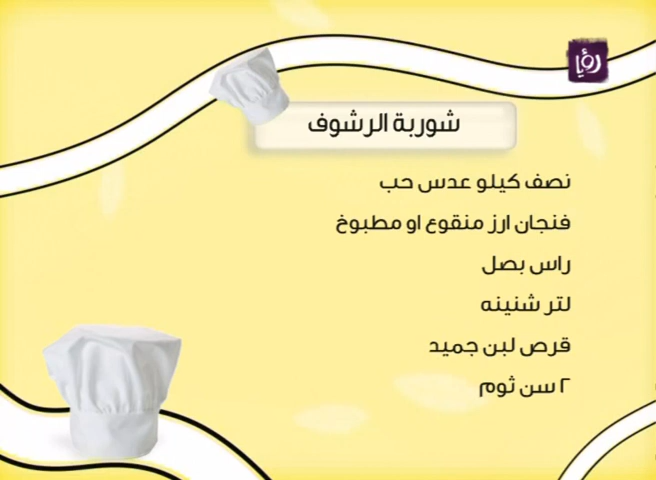 رؤيا
شوربة الرشوف
نصف كيلو عدس حب
فنجان ارز منقوع او مطبوخ
راس بصل
لتر شنينه
قرص لبن جميد
٢ سن ثوم